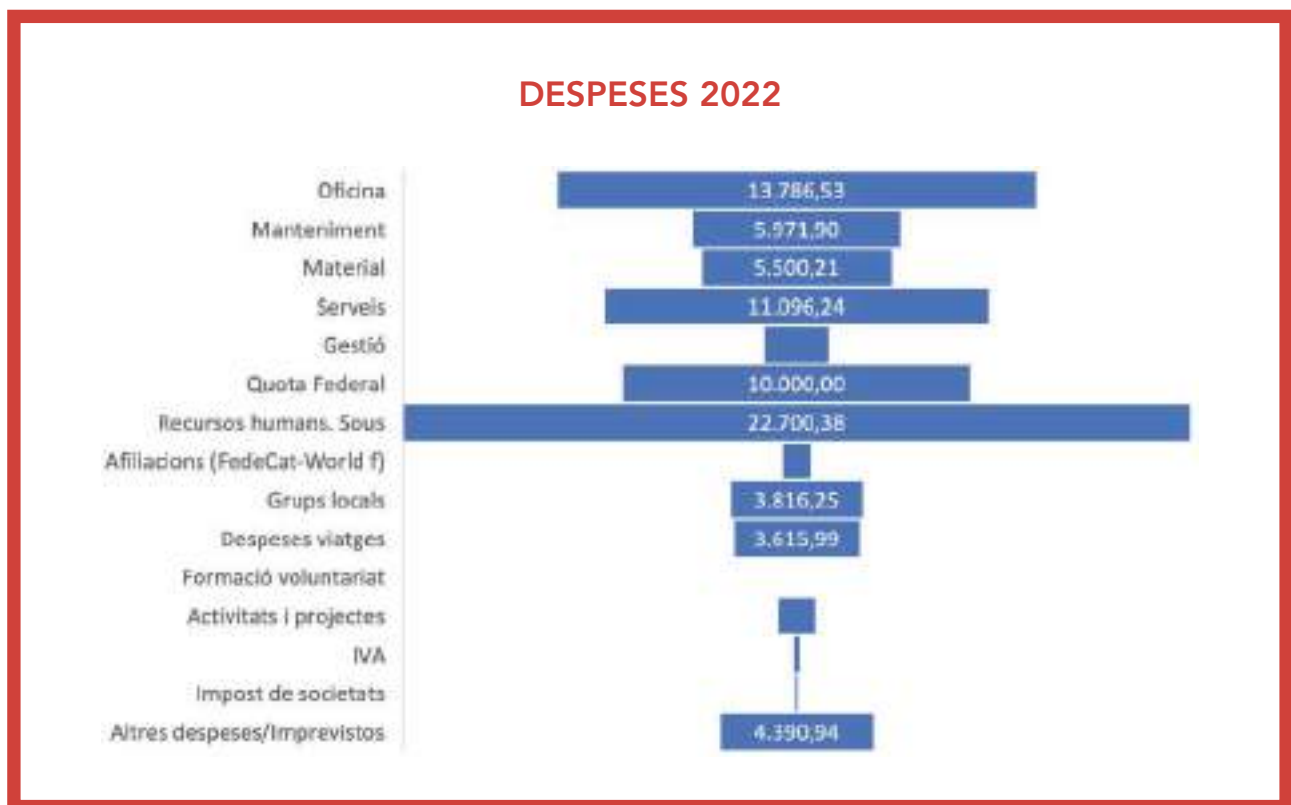 DESPESES 2022
Oficina 13.786,53
Manteniment 5.971,90
Material 5.500,21
Serveis 11.096,24
Gestió
Quota Federal 10.000,00
Recursos humans. Sous 22.700,38
Afiliacions (FedeCat-World f)
Grups locals 3.816,25
Despeses viatges 3.615,99
Formació voluntariat
Activitats i projectes
IVA
Impost de societats
Altres despeses/Imprevistos 4.390,94